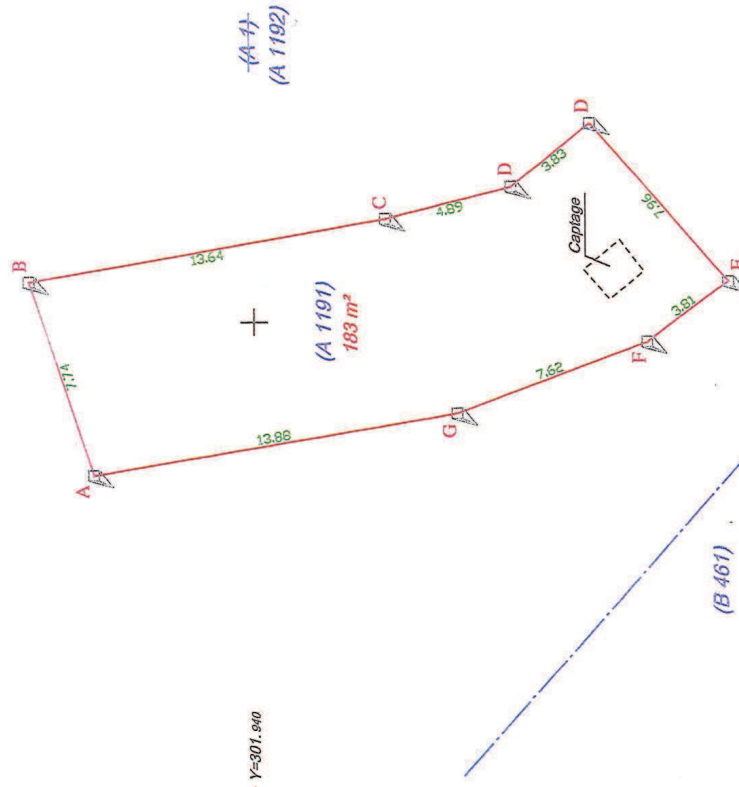 (A 1)
(A 1192)
B
7.74
A
13.64
C
4.89
D
3.83
D
7.96
Captage
(A 1191)
183 m²
13.88
G
7.62
F
3.81
E
Y=301.940
(B 461)